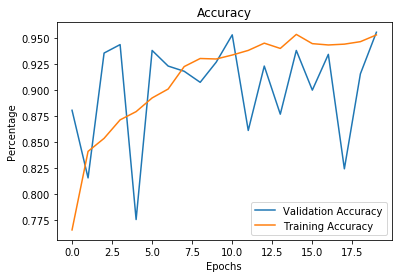 Accuracy
0.950
0.925
0.900
0.875
0.850
0.825
0.800
0.775
Percentage
Validation Accuracy
Training Accuracy
0.0 2.5 5.0 7.5 10.0 12.5 15.0 17.5
Epochs